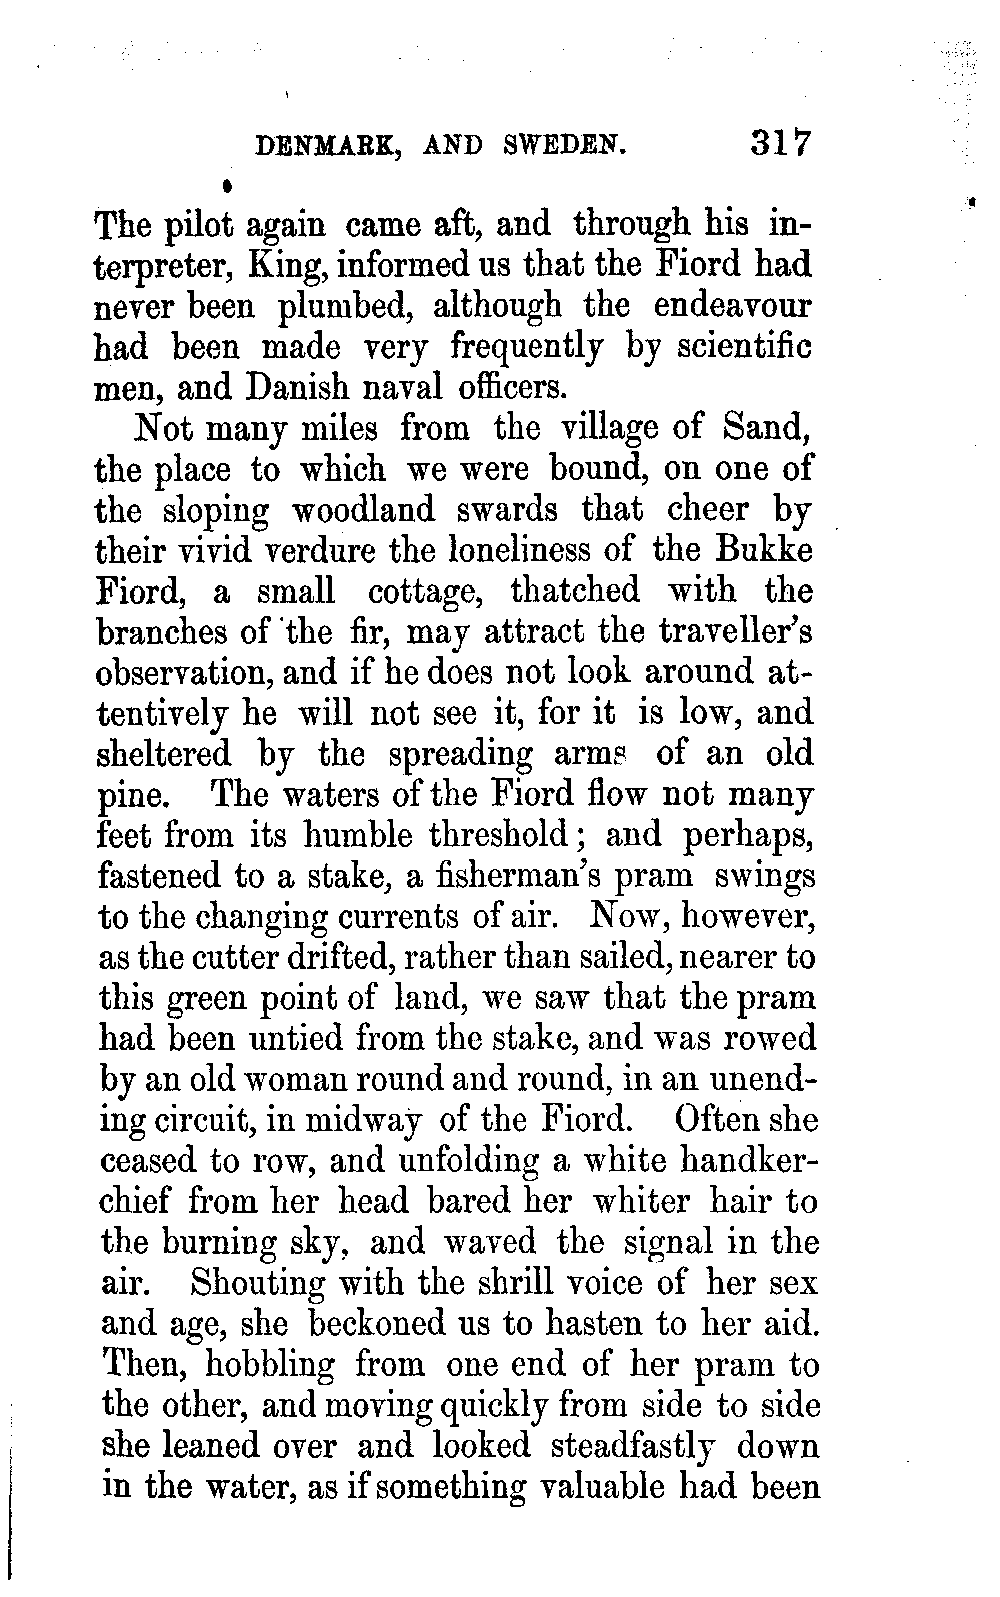 DENMARK, AND SWEDEN. 317
The pilot again came aft, and through his in-
terpreter, King, informed us that the Fiord had
never been plumbed, although the endeavour
had been made very frequently by scientific
men, and Danish naval officers.
Not many miles from the village of Sand,
the place to which we were bound, on one of
the sloping woodland swards that cheer by
their vivid verdure the loneliness of the Bukke
Fiord, a small cottage, thatched with the
branches of the fir, may attract the traveller's
observation, and if he does not look around at-
tentively he will not see it, for it is low, and
sheltered by the spreading arms of an old
pine. The waters of the Fiord flow not many
feet from its humble threshold; and perhaps,
fastened to a stake, a fisherman's pram swings
to the changing currents of air. Now, however,
as the cutter drifted, rather than sailed, nearer to
this green point of land, we saw that the pram
had been untied from the stake, and was rowed
by an old woman round and round, in an unend-
ing circuit, in midway of the Fiord. Often she
ceased to row, and unfolding a white handker-
chief from her head bared her whiter hair to
the burning sky, and waved the signal in the
air. Shouting with the shrill voice of her sex
and age, she beckoned us to hasten to her aid.
Then, hobbling from one end of her pram to
the other, and moving quickly from side to side
she leaned over and looked steadfastly down
in the water, as if something valuable had been